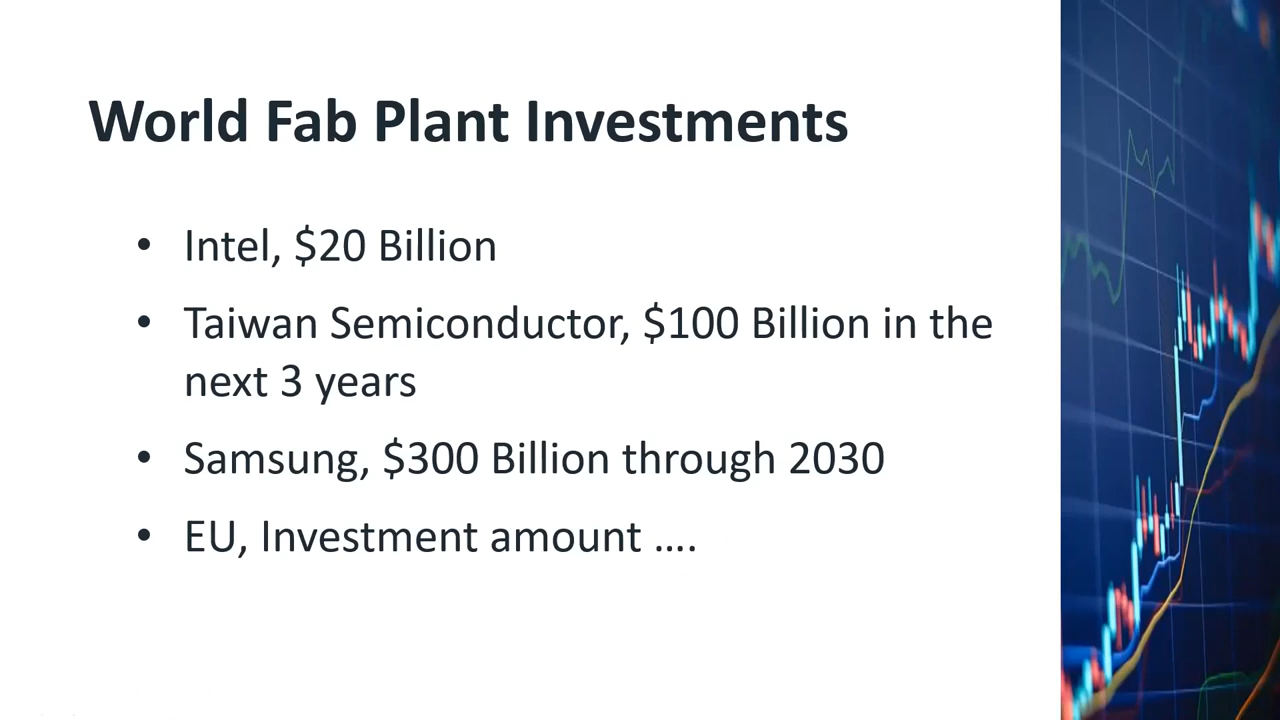 World Fab Plant Investments
• Intel, $20 Billion
• Taiwan Semiconductor, $100 Billion in the
next 3 years
• Samsung, $300 Billion through 2030
• EU, Investment amount ....